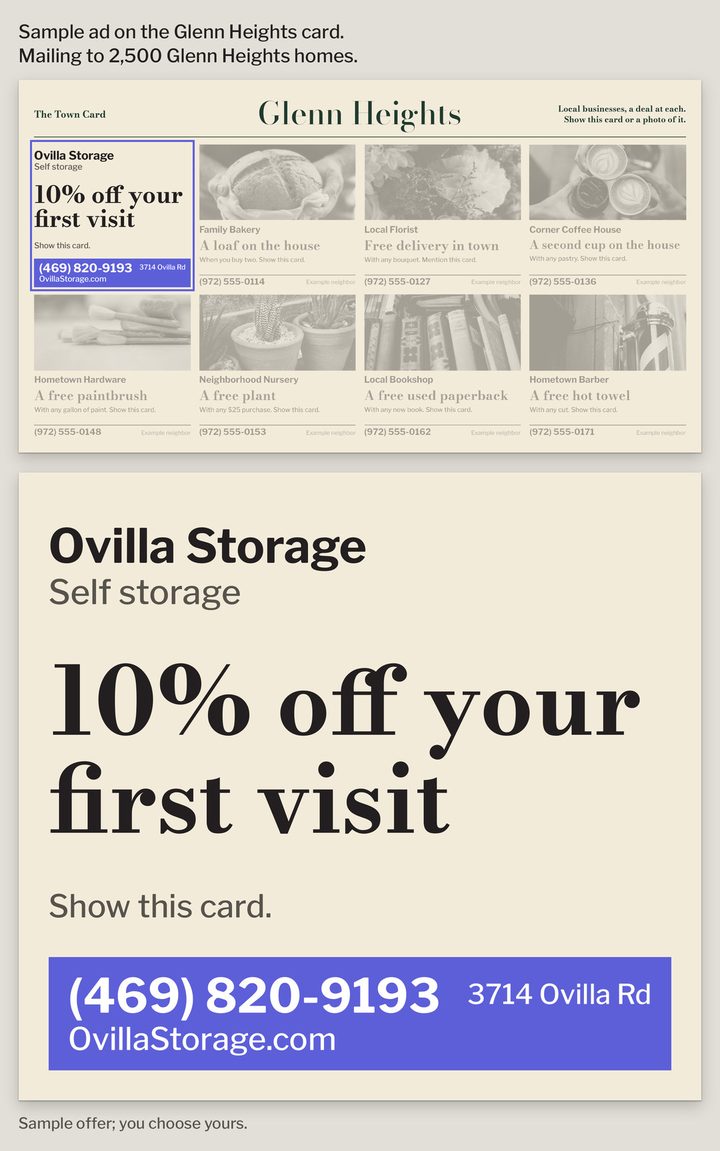 Sample ad on the Glenn Heights card.
Mailing to 2,500 Glenn Heights homes.
The Town Card
Glenn Heights
Local businesses, a deal at each.
Show this card or a photo of it.
Ovilla Storage
Self storage
10% off your
first visit
Show this card.
(469) 820-9193 3714 Ovilla Rd
OvillaStorage.com
Family Bakery
A loaf on the house
When you buy two. Show this card.
(972) 555-0114 Example neighbor
Local Florist
Free delivery in town
With any bouquet. Mention this card.
(972) 555-0127 Example neighbor
Corner Coffee House
A second cup on the house
With any pastry. Show this card.
(972) 555-0136 Example neighbor
Hometown Hardware
A free paintbrush
With any gallon of paint. Show this card.
(972) 555-0148 Example neighbor
Neighborhood Nursery
A free plant
With any $25 purchase. Show this card.
(972) 555-0153 Example neighbor
Local Bookshop
A free used paperback
With any new book. Show this card.
(972) 555-0162 Example neighbor
Hometown Barber
A free hot towel
With any cut. Show this card.
(972) 555-0171 Example neighbor
Ovilla Storage
Self storage
10% off your
first visit
Show this card.
(469) 820-9193 3714 Ovilla Rd
OvillaStorage.com
Sample offer; you choose yours.